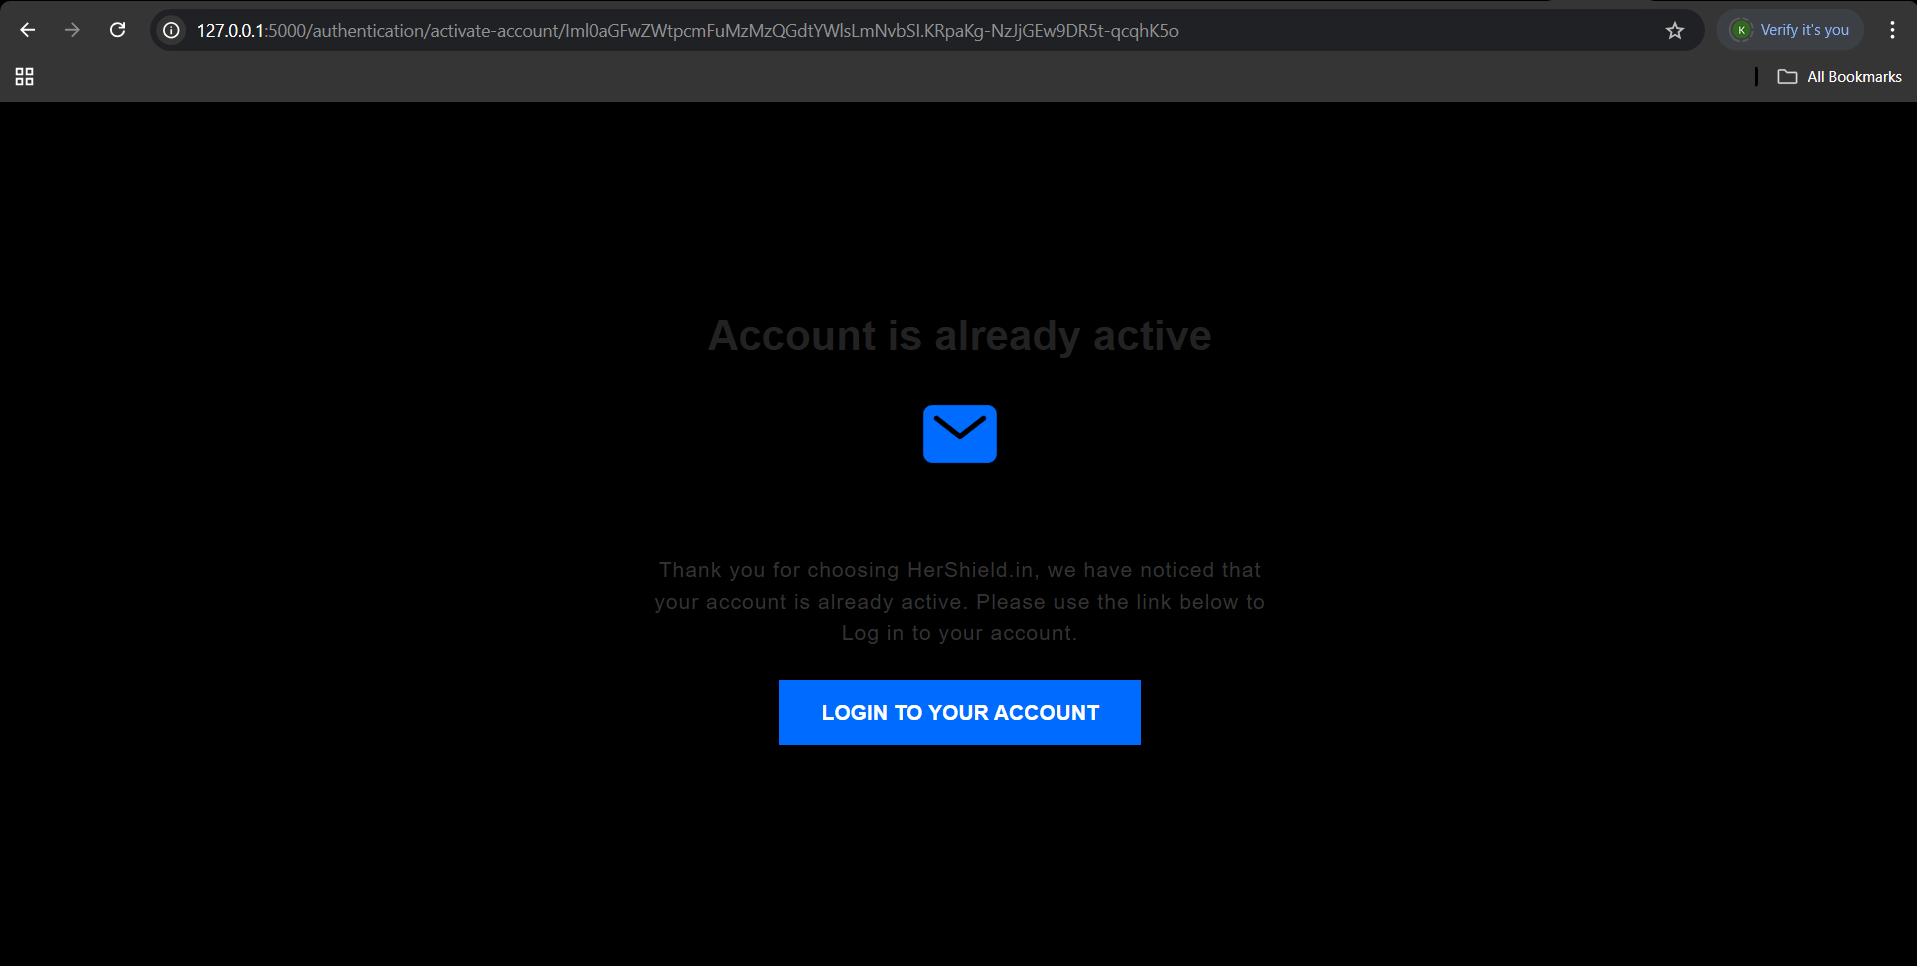 127.0.0.1:5000/authentication/activate-account/Iml0aGFwZWtpcmFuMzMzQGdtYWlsLmNvbSI.KRpaKg-NzJjGEw9DR5t-qcqhK5o
K
Verify it's you
All Bookmarks
Account is already active
Thank you for choosing HerShield.in, we have noticed that
your account is already active. Please use the link below to
Log in to your account.
LOGIN TO YOUR ACCOUNT